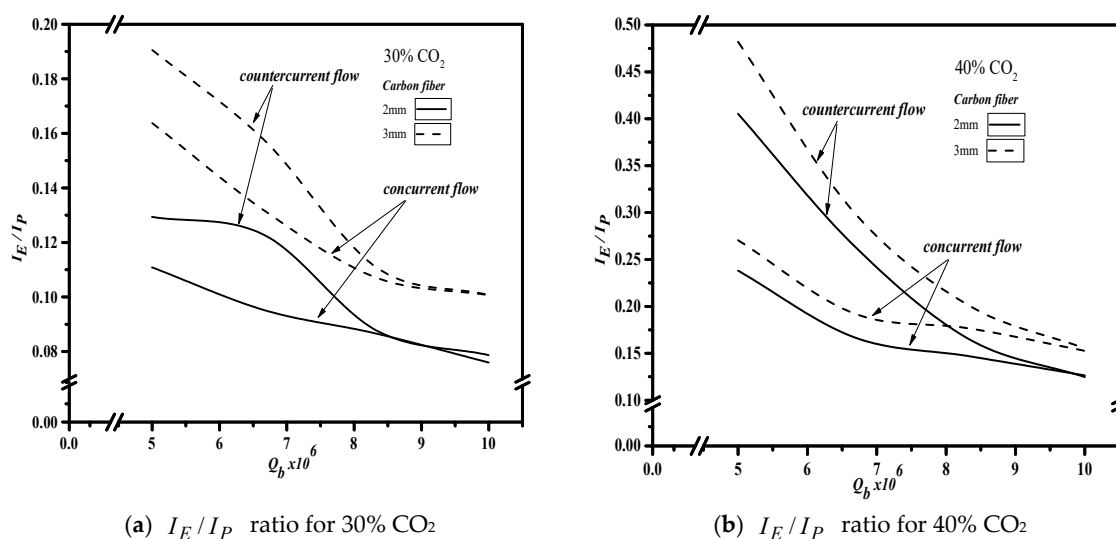 0.20
0.18
0.16
0.14
0.12
0.10
0.08
0.00
I_E/I_P
30% CO₂
countercurrent flow
Carbon fiber
2mm
3mm
concurrent flow
0.0 5 6 7 8 9 10
Q_b x10⁶
(a) I_E/I_P ratio for 30% CO₂
0.50
0.45
0.40
0.35
0.30
0.25
0.20
0.15
0.10
0.00
I_E/I_P
40% CO₂
Carbon fiber
countercurrent flow
2mm
3mm
concurrent flow
0.0 5 6 7 8 9 10
Q_b x10⁶
(b) I_E/I_P ratio for 40% CO₂